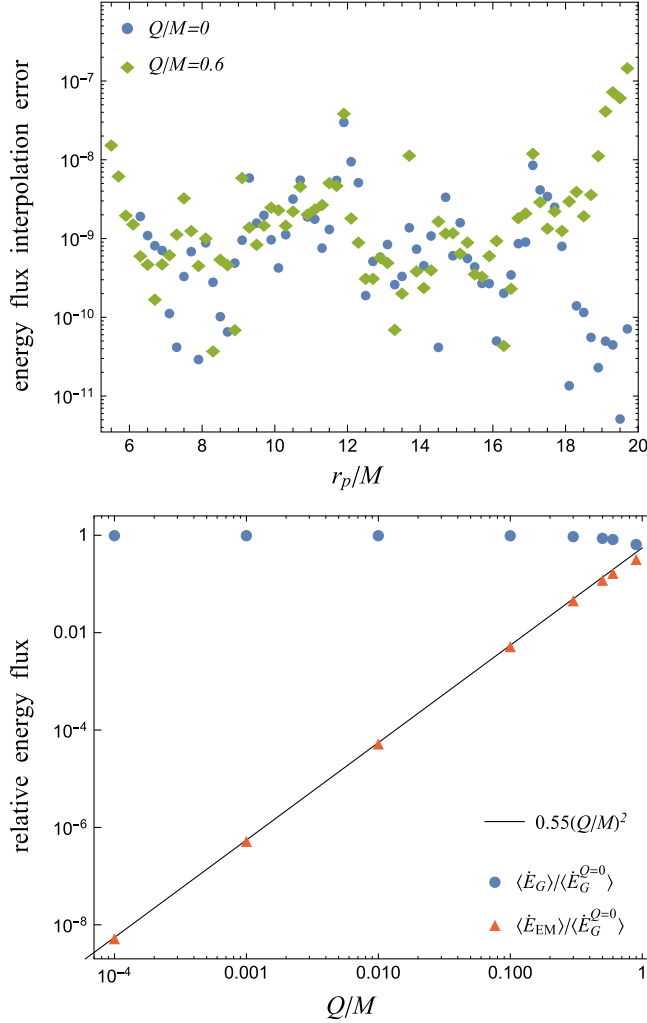 Q/M=0
Q/M=0.6
energy flux interpolation error
10⁻⁷
10⁻⁸
10⁻⁹
10⁻¹⁰
10⁻¹¹
6 8 10 12 14 16 18 20
r_p/M
relative energy flux
1
0.01
10⁻⁴
10⁻⁶
10⁻⁸
0.55(Q/M)²
⟨Ė_G⟩/⟨Ė_G^{Q=0}⟩
⟨Ė_EM⟩/⟨Ė_G^{Q=0}⟩
10⁻⁴ 0.001 0.010 0.100 1
Q/M